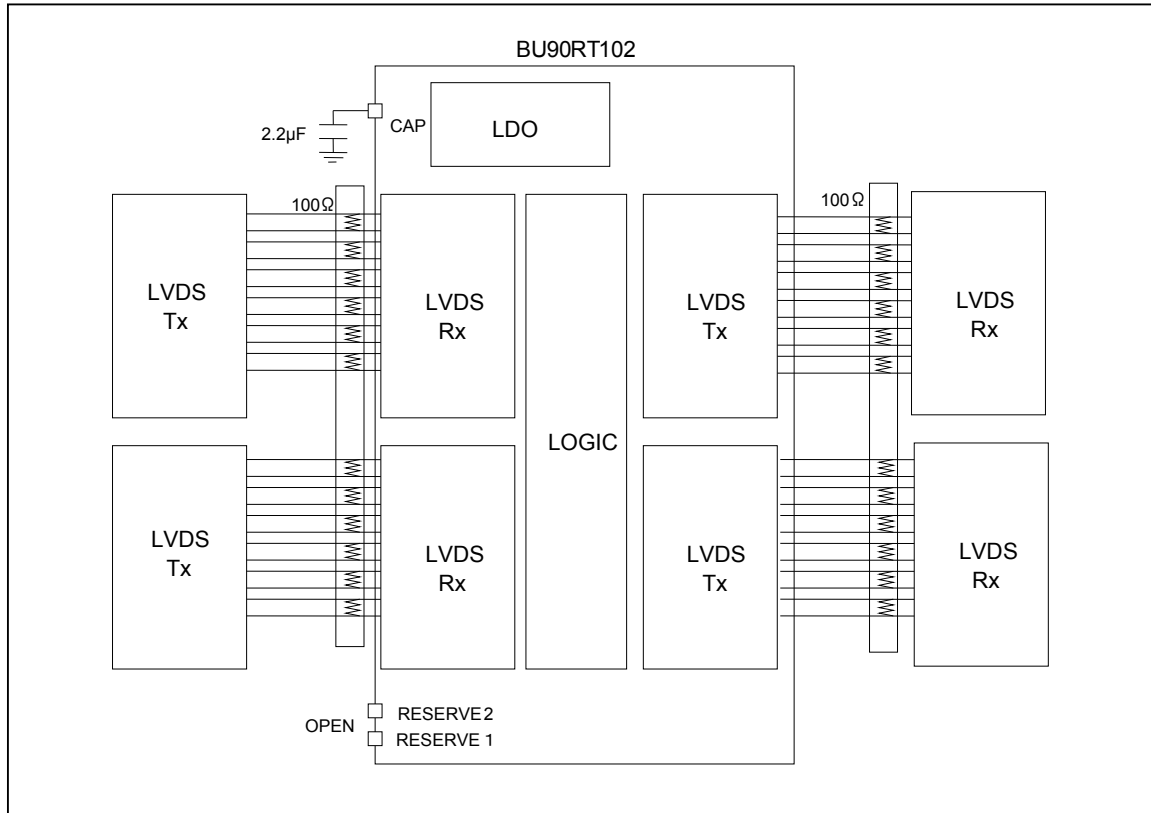 BU90RT102
CAP
LDO
2.2µF
100Ω
100Ω
LVDS
Tx
LVDS
Rx
LVDS
Tx
LVDS
Rx
LOGIC
LVDS
Tx
LVDS
Rx
LVDS
Tx
LVDS
Rx
OPEN
RESERVE 2
RESERVE 1